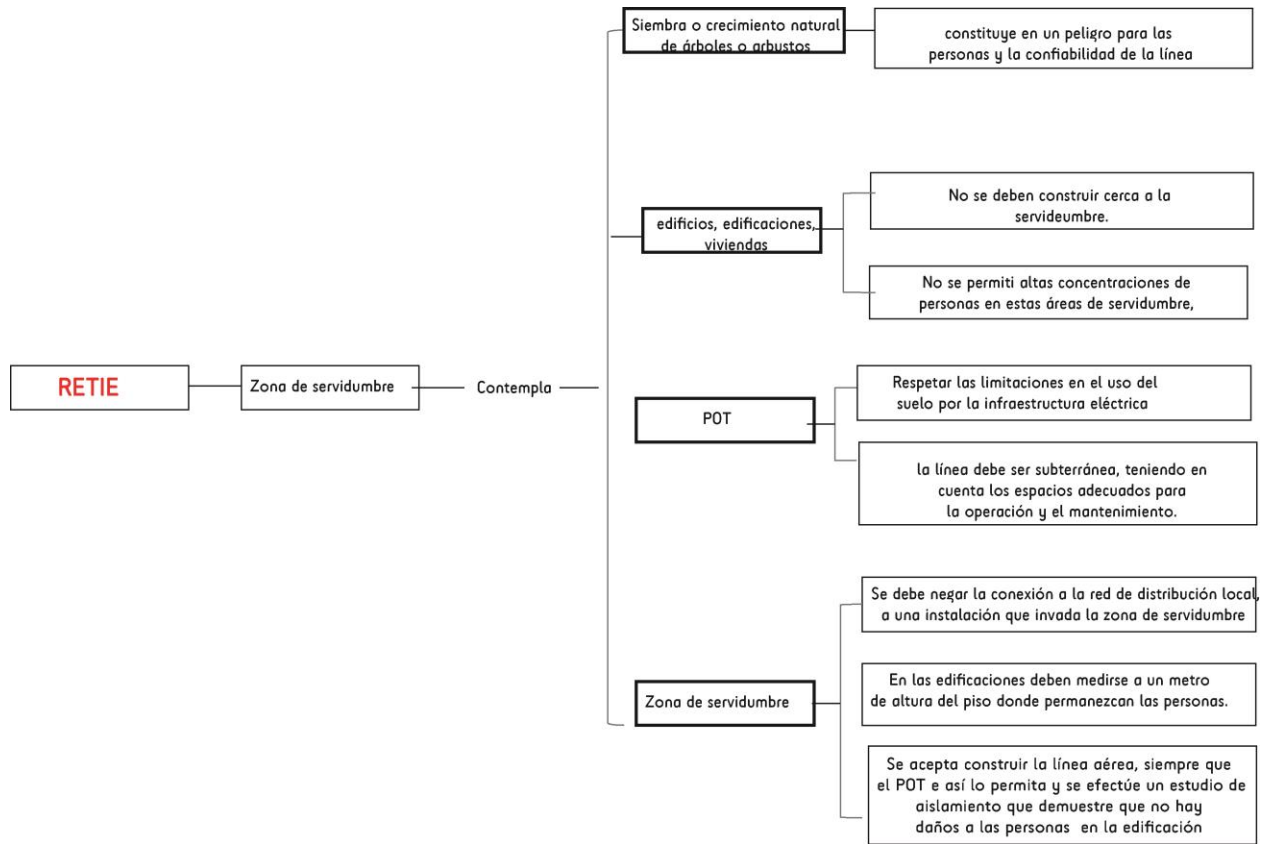 RETIE
Zona de servidumbre
Contempla
Siembra o crecimiento natural
de árboles o arbustos
constituye en un peligro para las
personas y la confiabilidad de la línea
edificios, edificaciones,
viviendas
No se deben construir cerca a la
servideumbre.
No se permiti altas concentraciones de
personas en estas áreas de servidumbre,
POT
Respetar las limitaciones en el uso del
suelo por la infraestructura eléctrica
la línea debe ser subterránea, teniendo en
cuenta los espacios adecuados para
la operación y el mantenimiento.
Zona de servidumbre
Se debe negar la conexión a la red de distribución local,
a una instalación que invada la zona de servidumbre
En las edificaciones deben medirse a un metro
de altura del piso donde permanezcan las personas.
Se acepta construir la línea aérea, siempre que
el POT e así lo permita y se efectúe un estudio de
aislamiento que demuestre que no hay
daños a las personas en la edificación